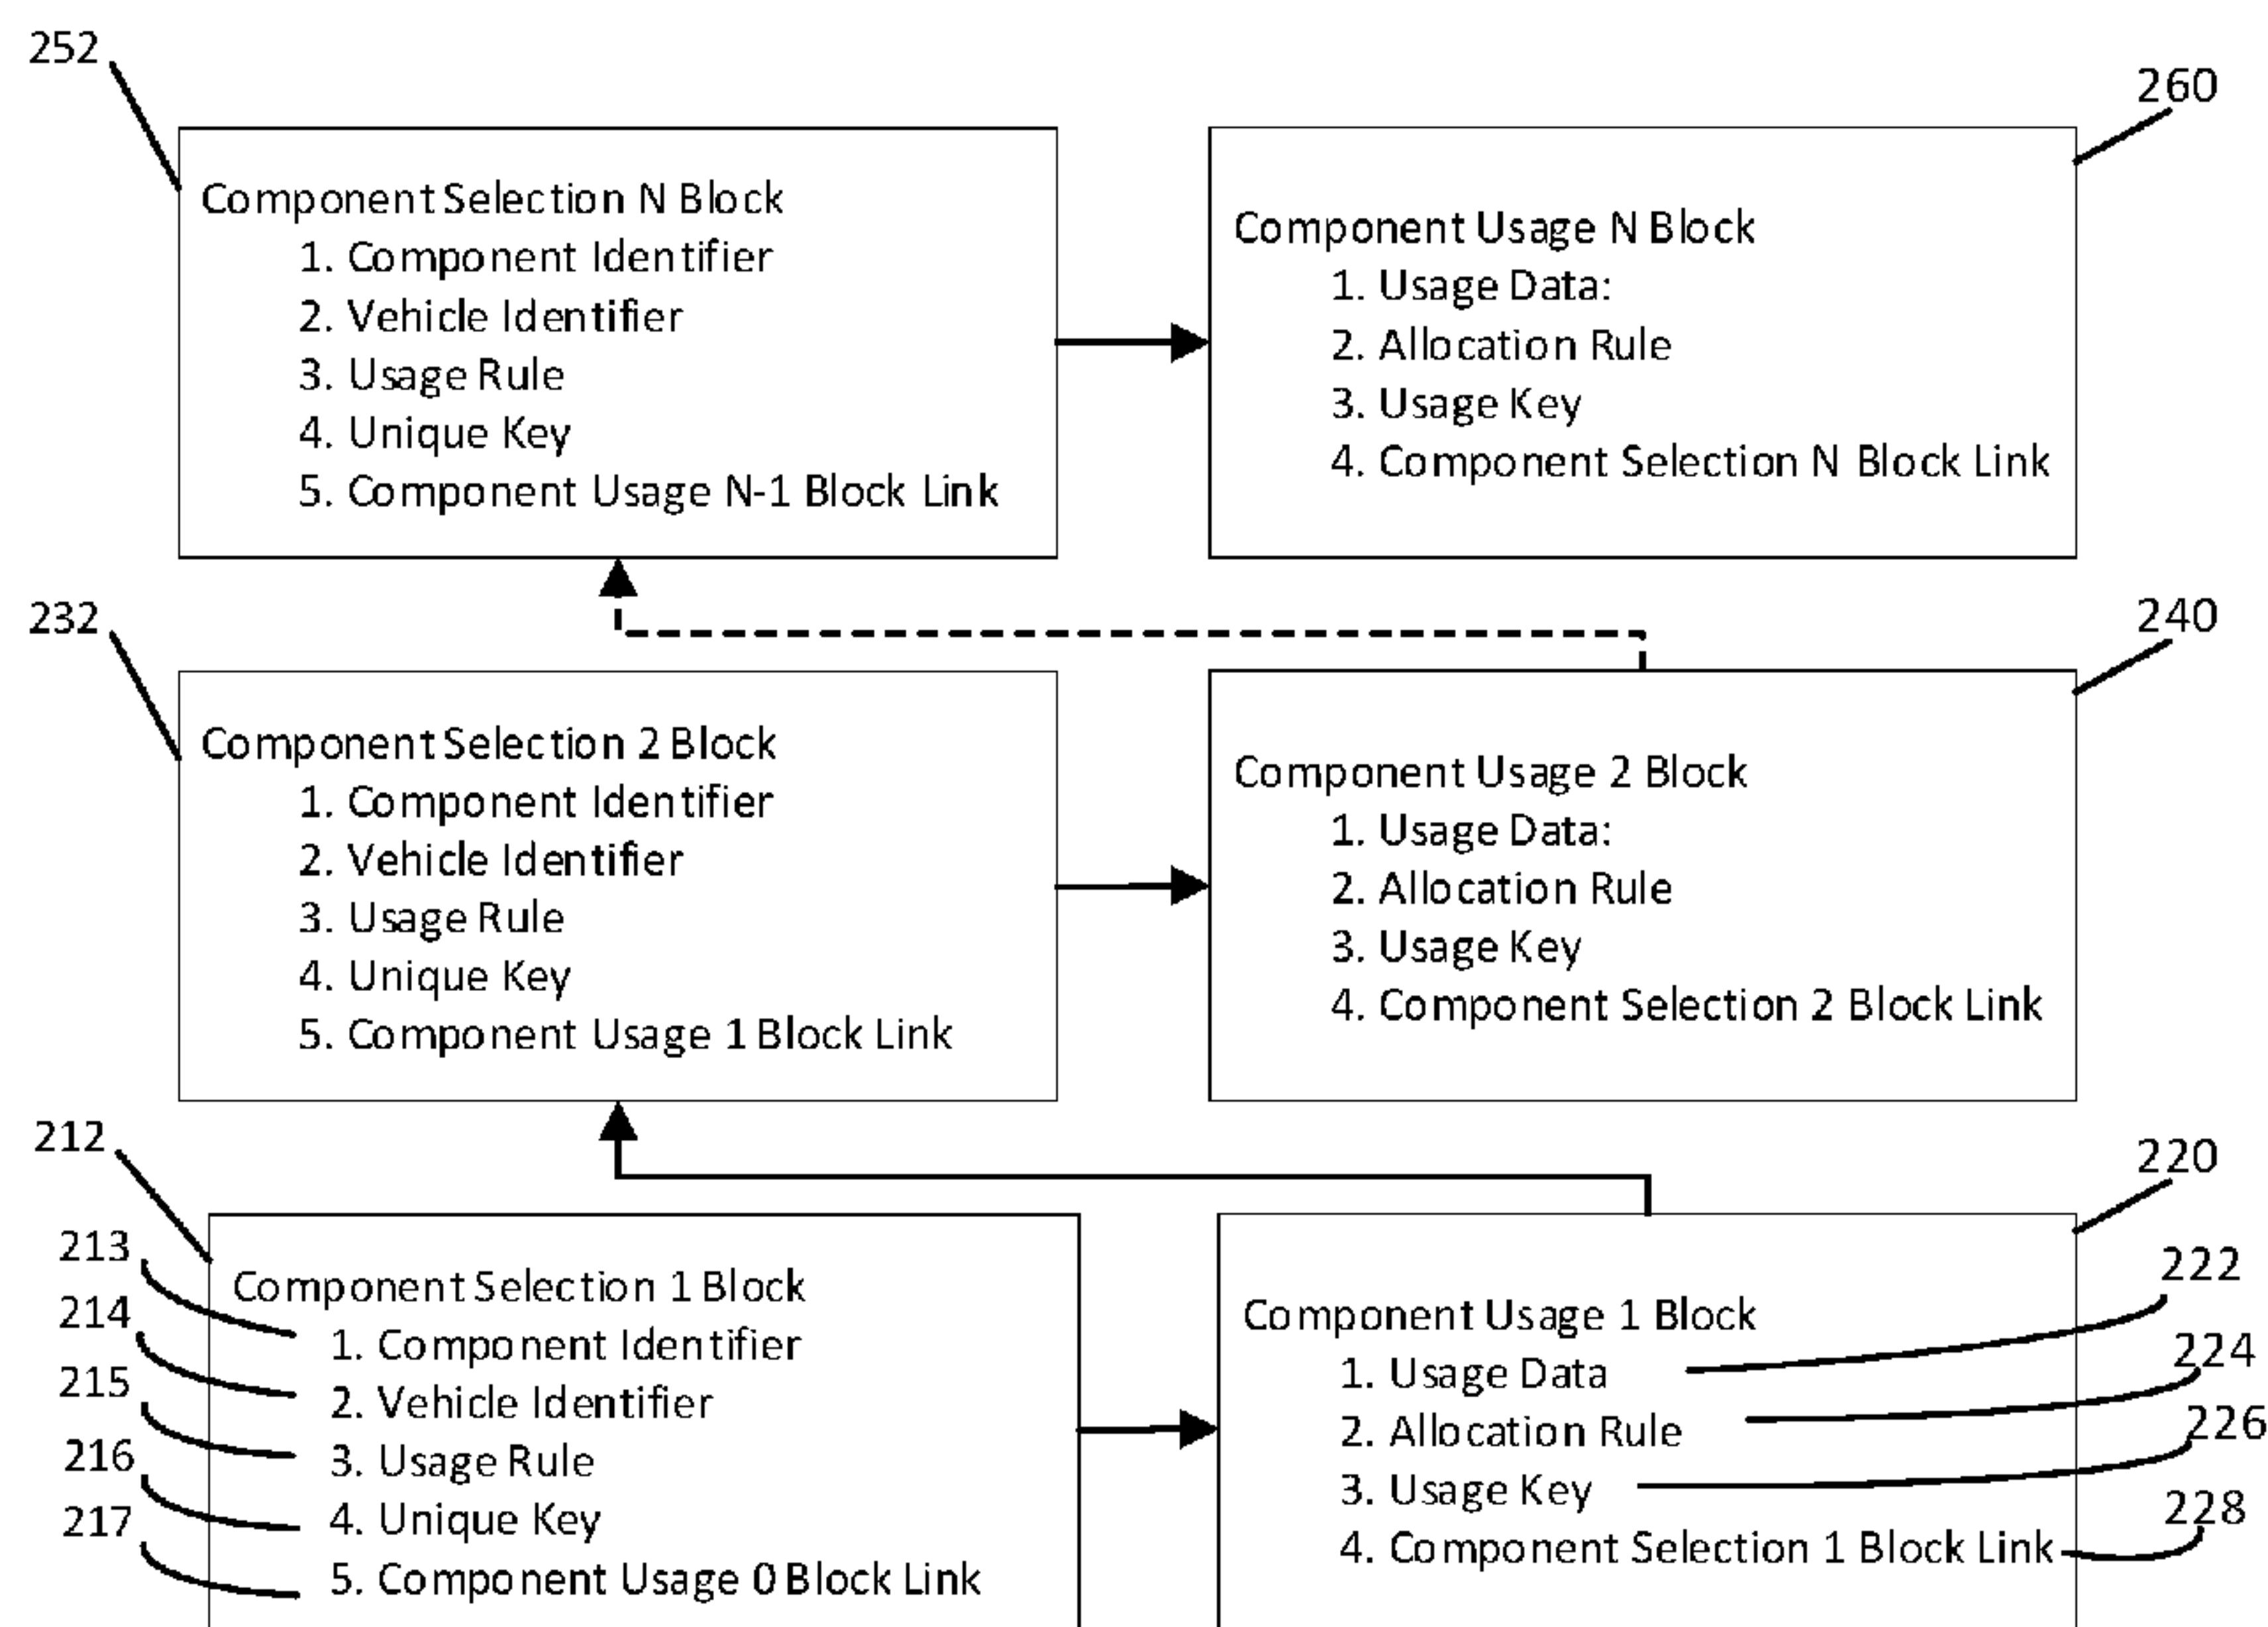 252
260
Component Selection N Block
1. Component Identifier
2. Vehicle Identifier
3. Usage Rule
4. Unique Key
5. Component Usage N-1 Block Link
Component Usage N Block
1. Usage Data:
2. Allocation Rule
3. Usage Key
4. Component Selection N Block Link
232
240
Component Selection 2 Block
1. Component Identifier
2. Vehicle Identifier
3. Usage Rule
4. Unique Key
5. Component Usage 1 Block Link
Component Usage 2 Block
1. Usage Data:
2. Allocation Rule
3. Usage Key
4. Component Selection 2 Block Link
212
220
213
214
215
216
217
Component Selection 1 Block
1. Component Identifier
2. Vehicle Identifier
3. Usage Rule
4. Unique Key
5. Component Usage 0 Block Link
Component Usage 1 Block
1. Usage Data
2. Allocation Rule
3. Usage Key
4. Component Selection 1 Block Link
222
224
226
228